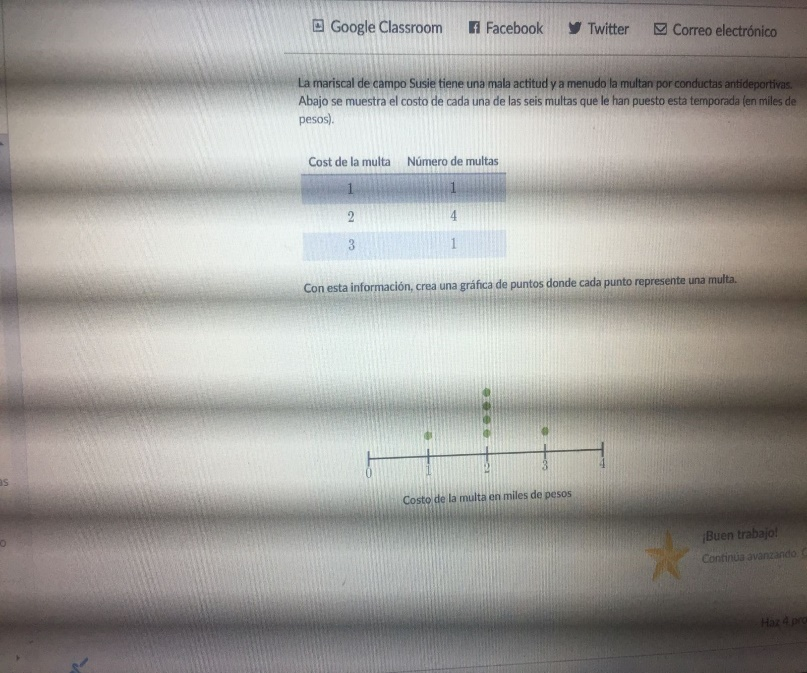 Google Classroom Facebook Twitter Correo electrónico
La mariscal de campo Susie tiene una mala actitud y a menudo la multan por conductas antideportivas.
Abajo se muestra el costo de cada una de las seis multas que le han puesto esta temporada (en miles de
pesos).
Cost de la multa Número de multas
1 1
2 4
3 1
Con esta información, crea una gráfica de puntos donde cada punto represente una multa.
0 1 2 3 4
Costo de la multa en miles de pesos
¡Buen trabajo!
Continúa avanzando.
Haz 4